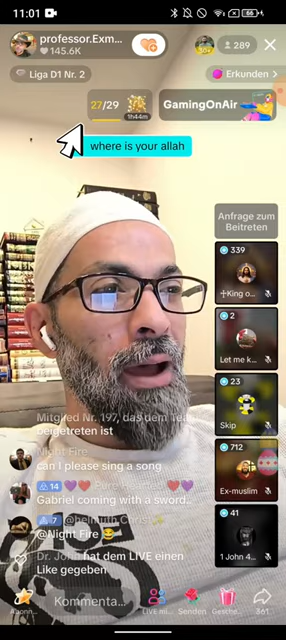 11:01
professor.Exm...
145.6K
30+
289
Liga D1 Nr. 2
Erkunden >
27/29
1h44m
GamingOnAir
where is your allah
Anfrage zum
Beitreten
339
King o...
2
Let me k...
23
Skip
712
Ex-muslim
41
1 John 4...
Mitglied Nr. 197, das dem Te
beigetreten ist
Night Fire
can I please sing a song
14
Gabriel coming with a sword..
@Night Fire
Dr. John hat dem LIVE einen
Like gegeben
Kommenta...
LIVE mi...
Senden
Gesche...
361